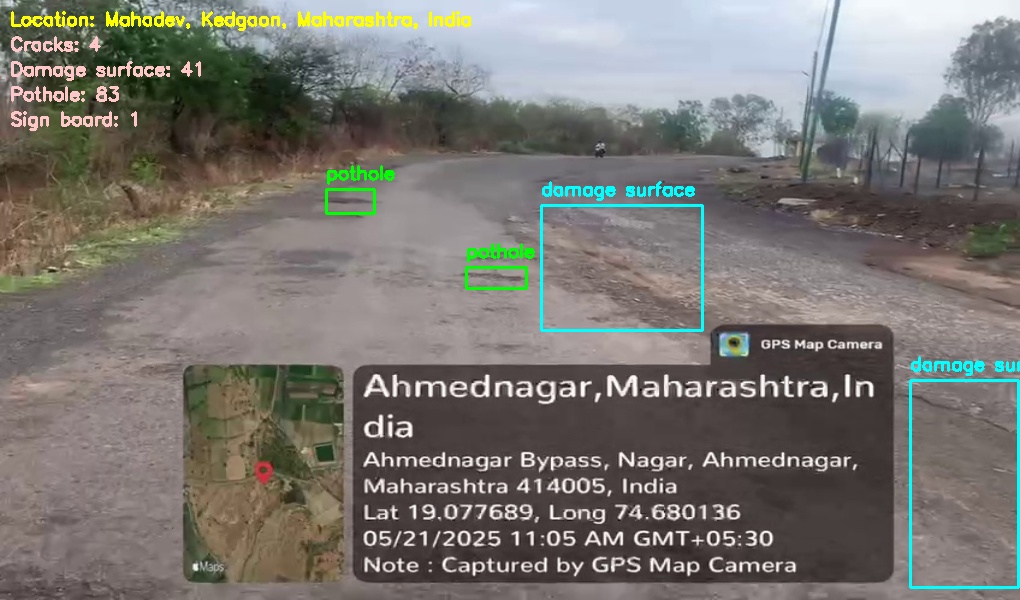 Location: Mahadev, Kedgaon, Maharashtra, India
Cracks: 4
Damage surface: 41
Pothole: 83
Sign board: 1
pothole
damage surface
pothole
GPS Map Camera
damage sur
Ahmednagar,Maharashtra,In
dia
Ahmednagar Bypass, Nagar, Ahmednagar,
Maharashtra 414005, India
Lat 19.077689, Long 74.680136
05/21/2025 11:05 AM GMT+05:30
Note : Captured by GPS Map Camera
Maps